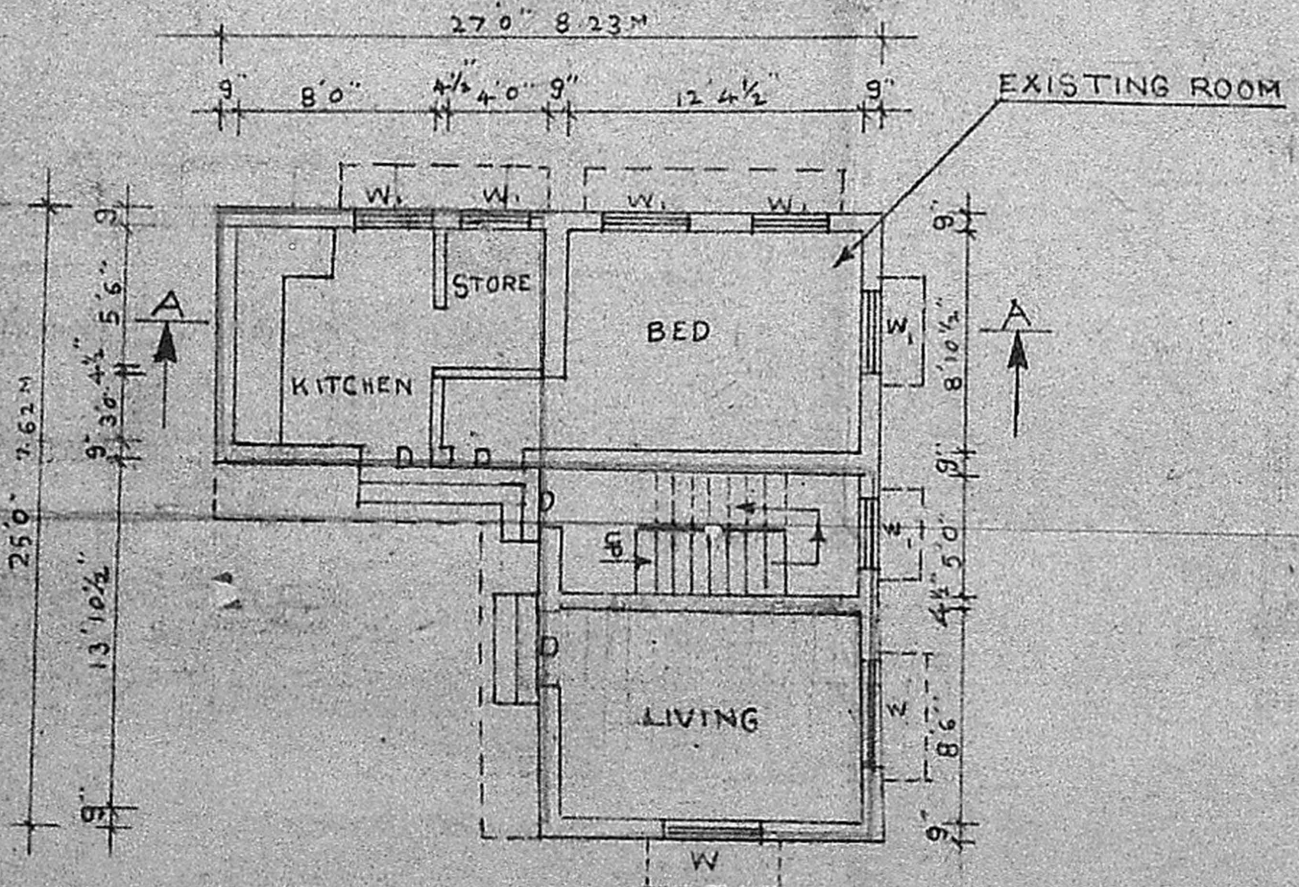 27'0" 8.23M
9" 8'0" 4½" 4'0" 9" 12'4½" 9"
EXISTING ROOM
W1 W1 W1 W1
9" 9"
STORE
A 5'6" BED W1 8'10½" A
4½" KITCHEN
3'0"
9" D D 9"
25'0" 7.62M
D
5'0"
4½"
13'10½" D
LIVING W 8'6"
9" 9"
W